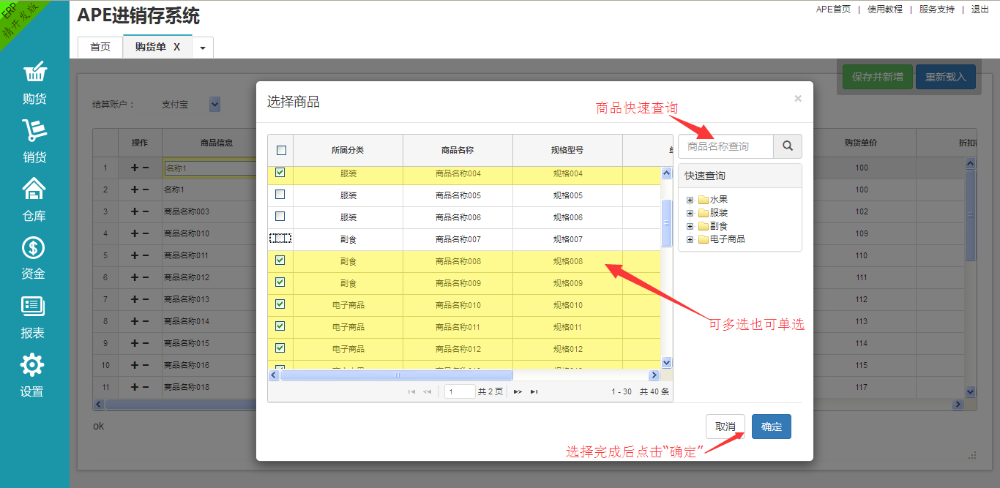 ERP
精开发版
APE进销存系统
APE首页 | 使用教程 | 服务支持 | 退出
首页 购货单 X
购货
销货
仓库
资金
报表
设置
保存并新增 重新载入
结算账户: 支付宝
操作 商品信息 购货单价
1 名称1 100
2 名称1 100
3 商品名称003 102
4 商品名称010 109
5 商品名称011 110
6 商品名称012 111
7 商品名称013 112
8 商品名称014 113
9 商品名称015 114
10 商品名称016 115
11 商品名称018 117
ok
选择商品 ×
商品快速查询
所属分类 商品名称 规格型号
服装 商品名称004 规格004
服装 商品名称005 规格005
服装 商品名称006 规格006
副食 商品名称007 规格007
副食 商品名称008 规格008
副食 商品名称009 规格009
电子商品 商品名称010 规格010
电子商品 商品名称011 规格011
电子商品 商品名称012 规格012
1 共 2 页 1 - 30 共 40 条
商品名称查询
快速查询
水果
服装
副食
电子商品
可多选也可单选
取消 确定
选择完成后点击“确定”